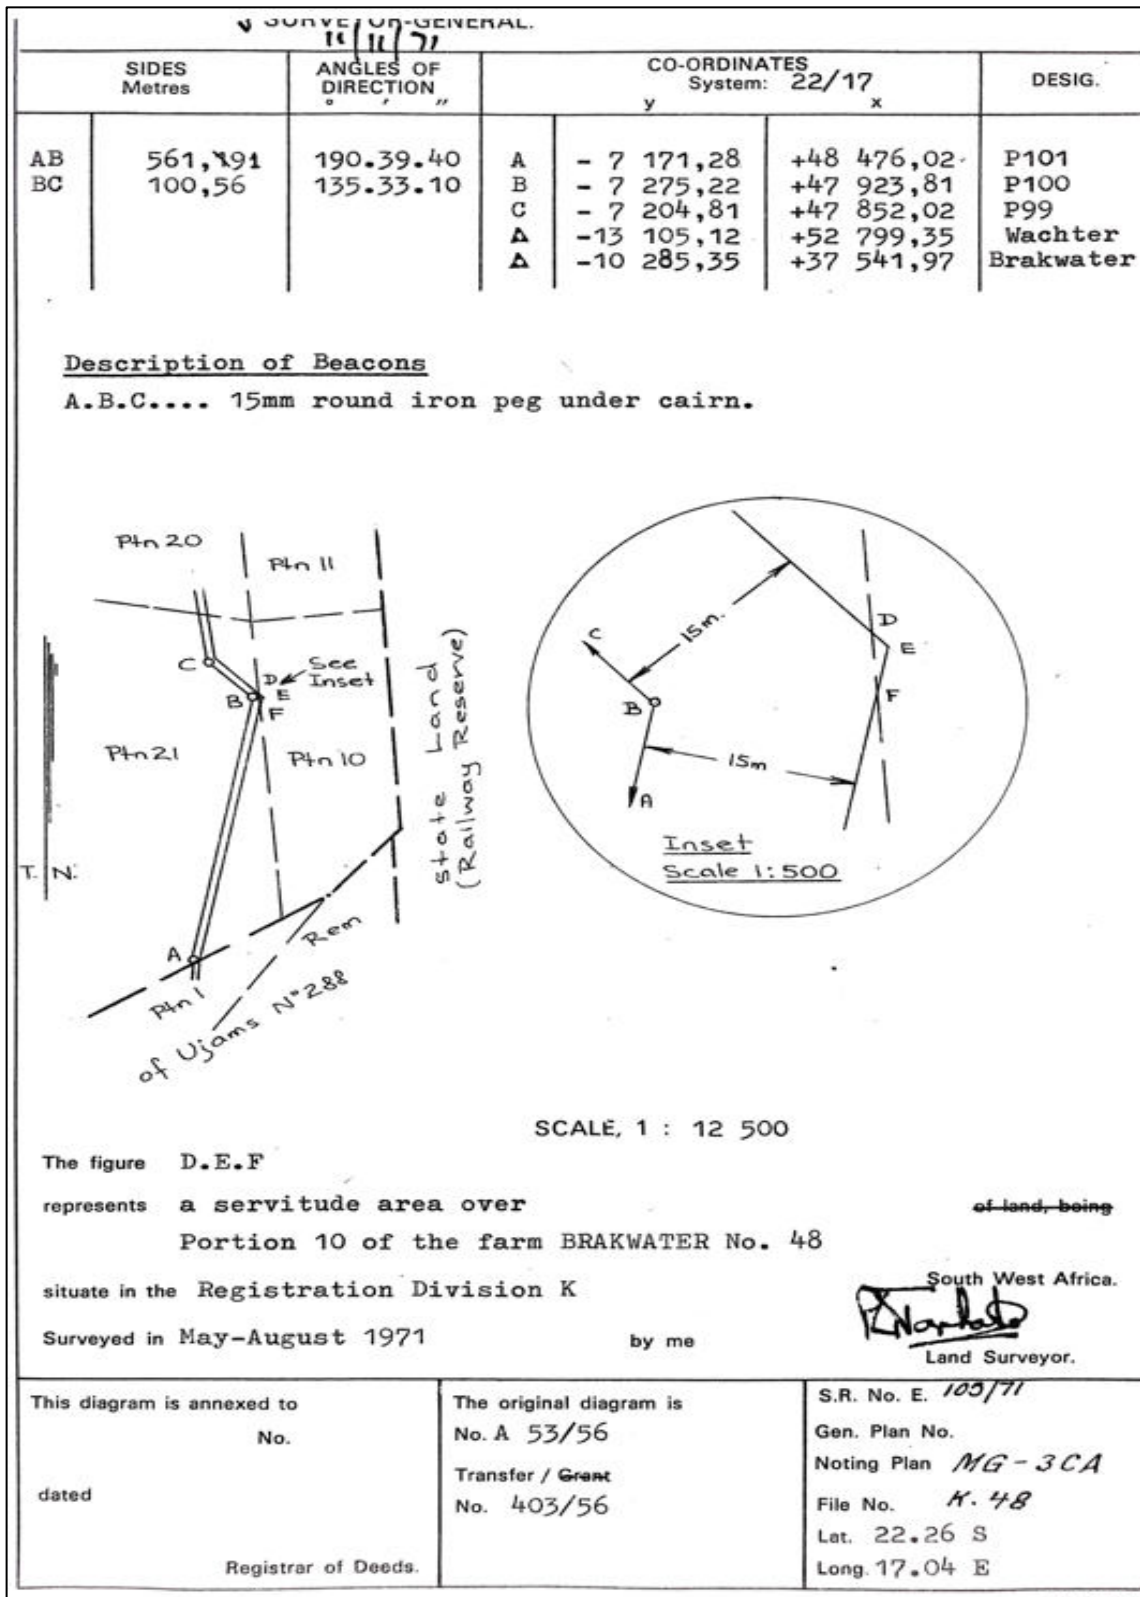 SURVEYOR-GENERAL.
11/11/71
SIDES
Metres
ANGLES OF
DIRECTION
° ′ ″
CO-ORDINATES
System: 22/17
y x
DESIG.
AB 561,91 190.39.40 A - 7 171,28 +48 476,02 P101
BC 100,56 135.33.10 B - 7 275,22 +47 923,81 P100
C - 7 204,81 +47 852,02 P99
Δ -13 105,12 +52 799,35 Wachter
Δ -10 285,35 +37 541,97 Brakwater
Description of Beacons
A.B.C.... 15mm round iron peg under cairn.
Ptn 20
Ptn 11
C
See
Inset
D
E
B
F
Ptn 21
Ptn 10
State Land
(Railway Reserve)
T. N.
A
Ptn 1
Rem
of Ujams N° 288
C
15m.
D
E
B
F
15m
A
Inset
Scale 1:500
SCALE, 1 : 12 500
The figure D.E.F
represents a servitude area over of land, being
Portion 10 of the farm BRAKWATER No. 48
situate in the Registration Division K South West Africa.
Surveyed in May-August 1971 by me
Land Surveyor.
This diagram is annexed to
No.
dated
Registrar of Deeds.
The original diagram is
No. A 53/56
Transfer / Grant
No. 403/56
S.R. No. E. 105/71
Gen. Plan No.
Noting Plan MG-3CA
File No. K.48
Lat. 22.26 S
Long. 17.04 E